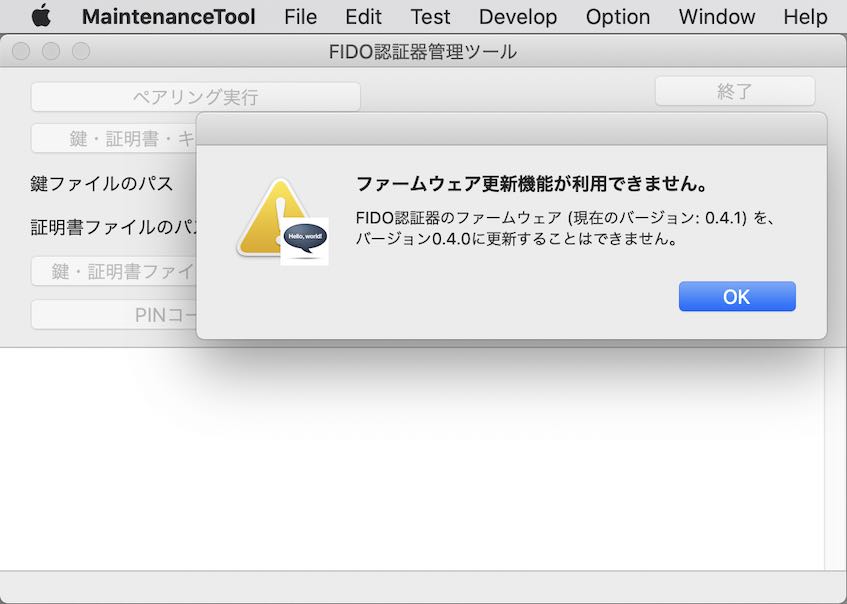 MaintenanceTool File Edit Test Develop Option Window Help
FIDO認証器管理ツール
ペアリング実行
終了
鍵・証明書・キ
鍵ファイルのパス
証明書ファイルのパ
鍵・証明書ファイ
PINコー
ファームウェア更新機能が利用できません。
FIDO認証器のファームウェア (現在のバージョン: 0.4.1) を、
バージョン0.4.0に更新することはできません。
Hello, world!
OK